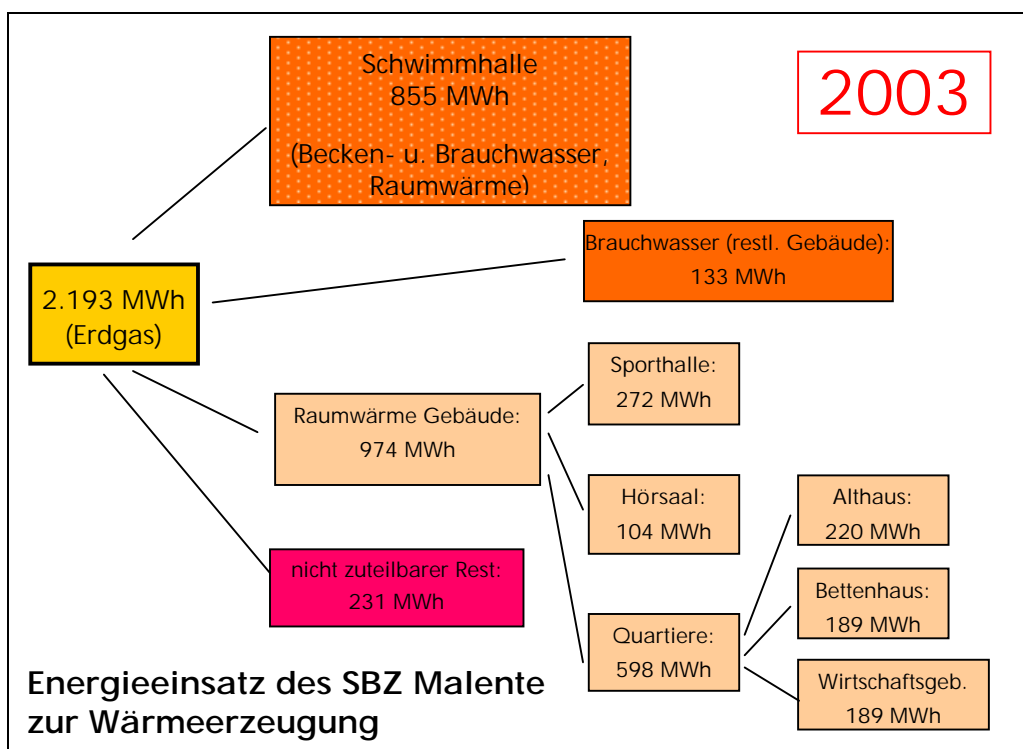 Schwimmhalle
855 MWh
(Becken- u. Brauchwasser,
Raumwärme)
2003
Brauchwasser (restl. Gebäude):
133 MWh
2.193 MWh
(Erdgas)
Sporthalle:
272 MWh
Raumwärme Gebäude:
974 MWh
Hörsaal:
104 MWh
Althaus:
220 MWh
nicht zuteilbarer Rest:
231 MWh
Bettenhaus:
189 MWh
Quartiere:
598 MWh
Wirtschaftsgeb.
189 MWh
Energieeinsatz des SBZ Malente
zur Wärmeerzeugung